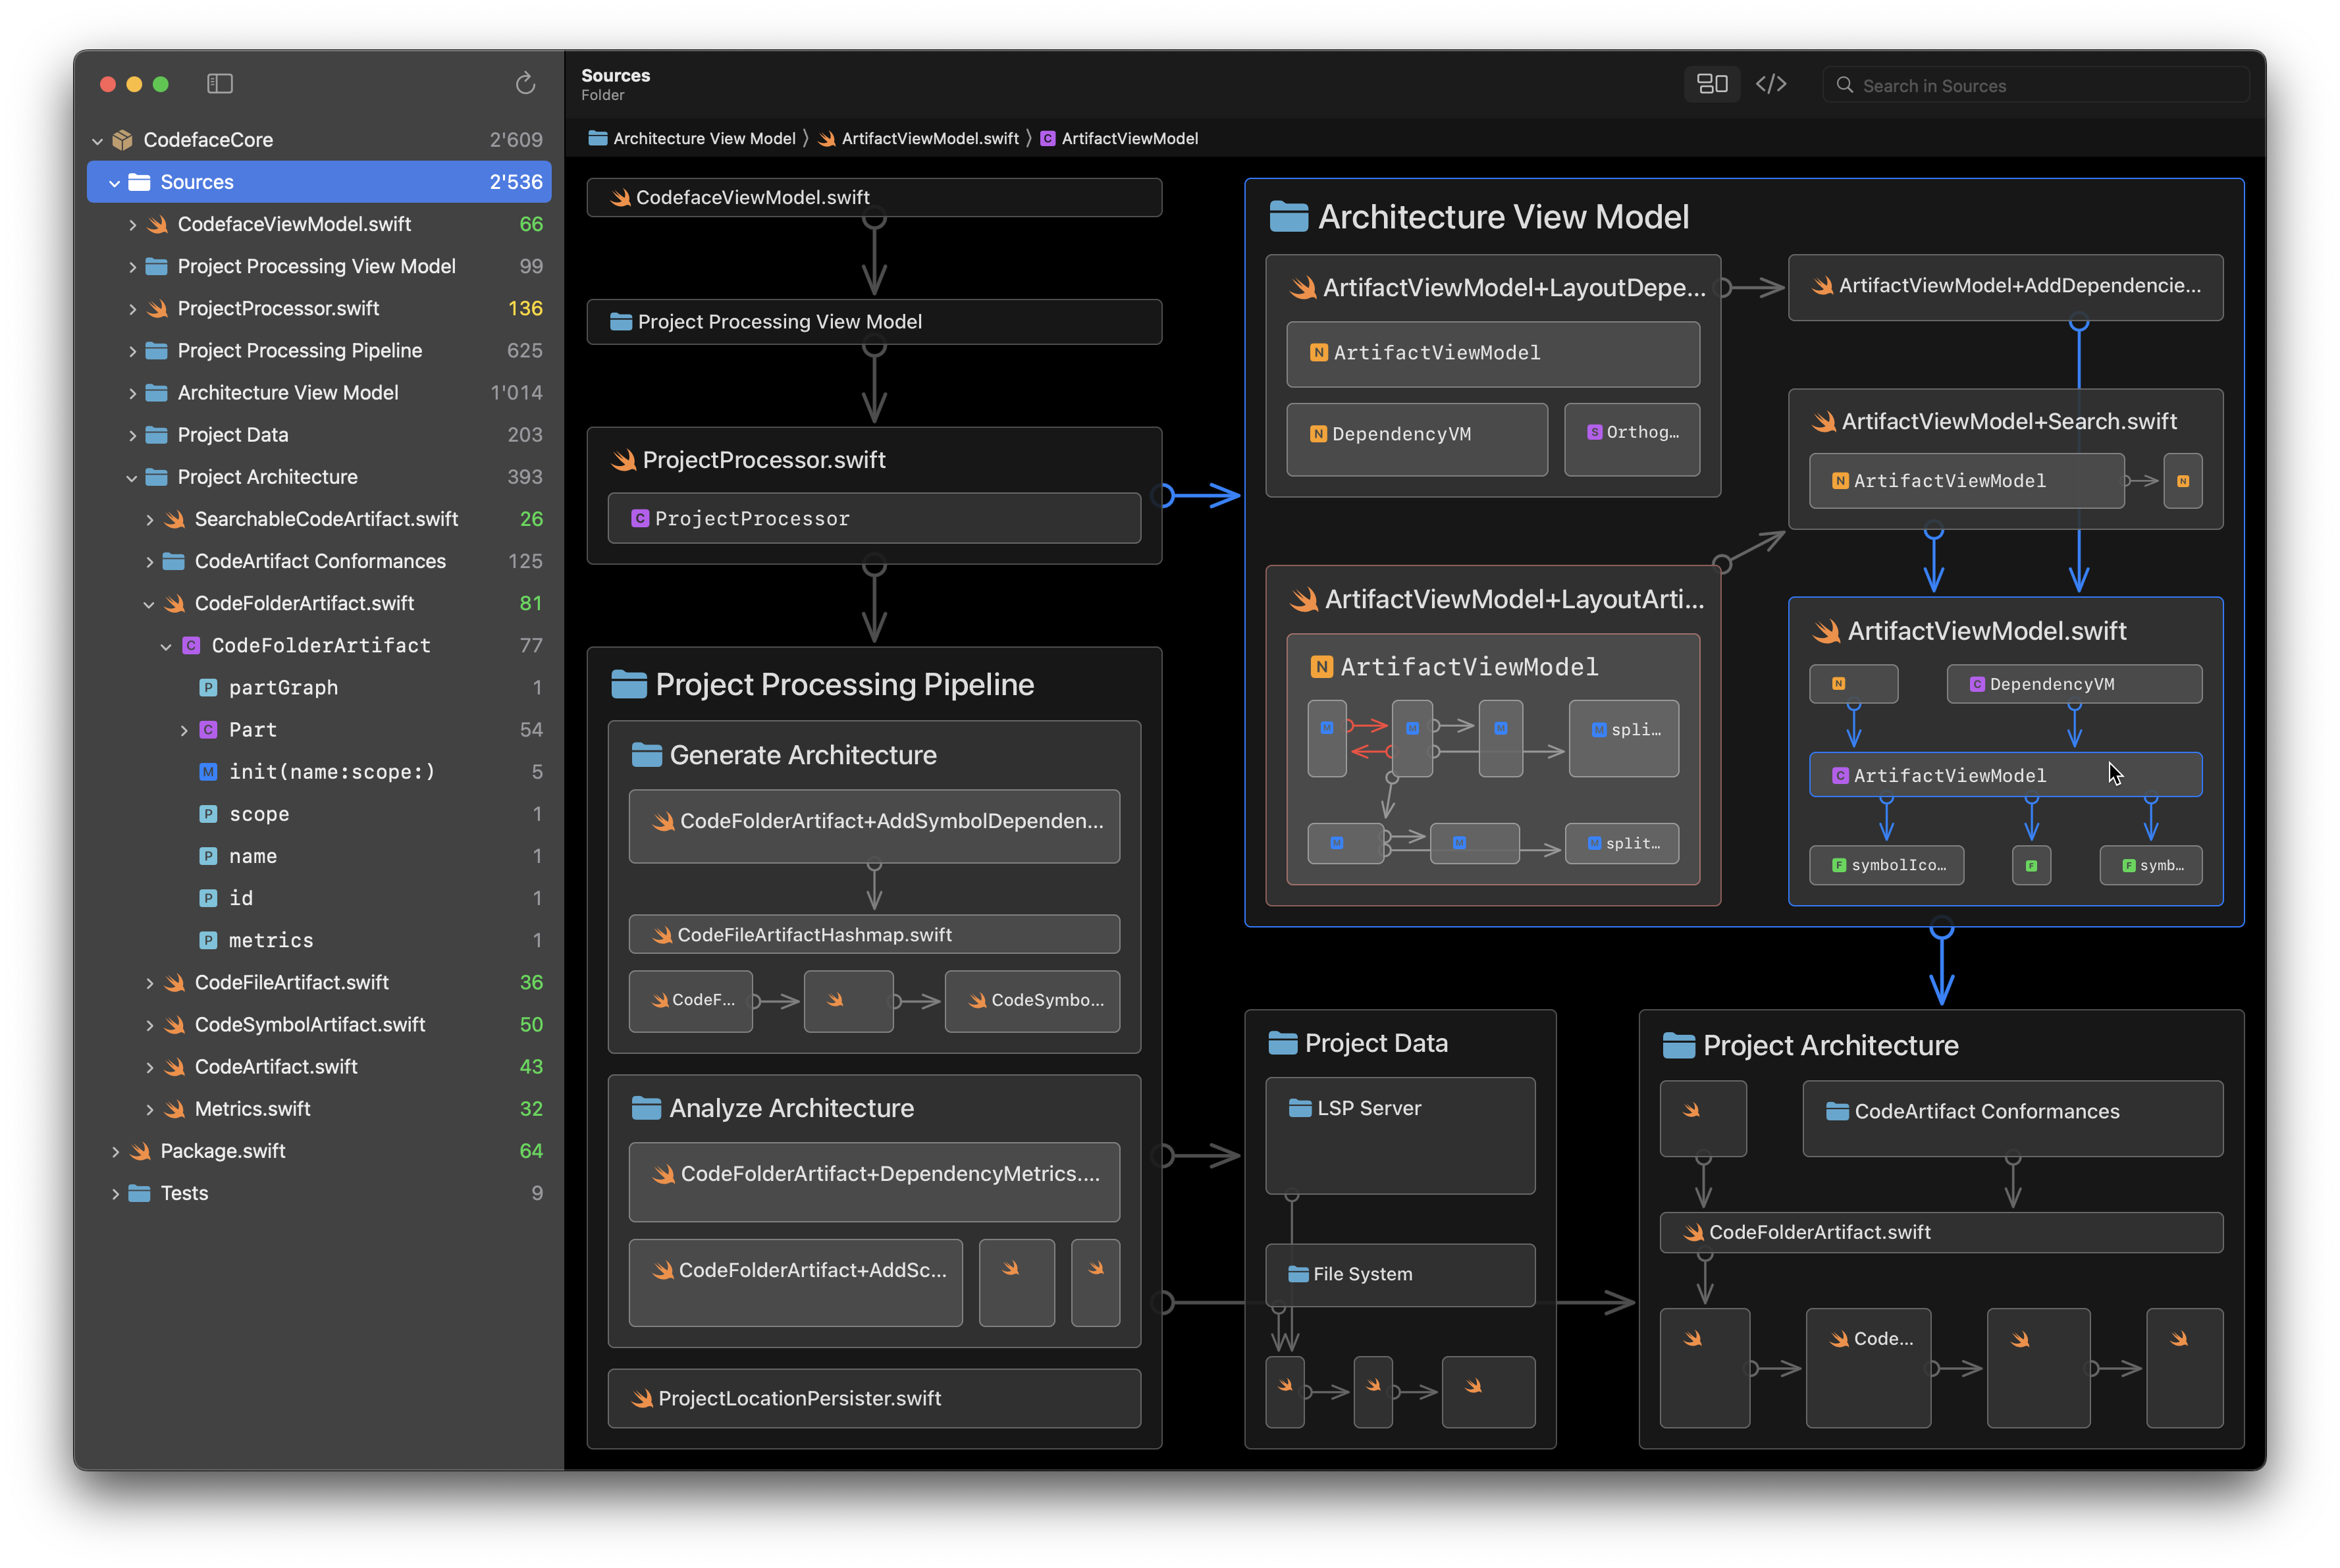 CodefaceCore 2'609
Sources 2'536
CodefaceViewModel.swift 66
Project Processing View Model 99
ProjectProcessor.swift 136
Project Processing Pipeline 625
Architecture View Model 1'014
Project Data 203
Project Architecture 393
SearchableCodeArtifact.swift 26
CodeArtifact Conformances 125
CodeFolderArtifact.swift 81
C CodeFolderArtifact 77
P partGraph 1
C Part 54
M init(name:scope:) 5
P scope 1
P name 1
P id 1
P metrics 1
CodeFileArtifact.swift 36
CodeSymbolArtifact.swift 50
CodeArtifact.swift 43
Metrics.swift 32
Package.swift 64
Tests 9
Sources
Folder
Search in Sources
Architecture View Model ⟩ ArtifactViewModel.swift ⟩ C ArtifactViewModel
CodefaceViewModel.swift
Project Processing View Model
ProjectProcessor.swift
C ProjectProcessor
Project Processing Pipeline
Generate Architecture
CodeFolderArtifact+AddSymbolDependen...
CodeFileArtifactHashmap.swift
CodeF...
CodeSymbo...
Analyze Architecture
CodeFolderArtifact+DependencyMetrics....
CodeFolderArtifact+AddSc...
ProjectLocationPersister.swift
Architecture View Model
ArtifactViewModel+LayoutDepe...
N ArtifactViewModel
N DependencyVM
S Orthog...
ArtifactViewModel+AddDependencie...
ArtifactViewModel+Search.swift
N ArtifactViewModel
N
ArtifactViewModel+LayoutArti...
N ArtifactViewModel
M
M
M
M spli...
M
M
M split...
ArtifactViewModel.swift
N
C DependencyVM
C ArtifactViewModel
F symbolIco...
F
F symb...
Project Data
LSP Server
File System
Project Architecture
CodeArtifact Conformances
CodeFolderArtifact.swift
Code...